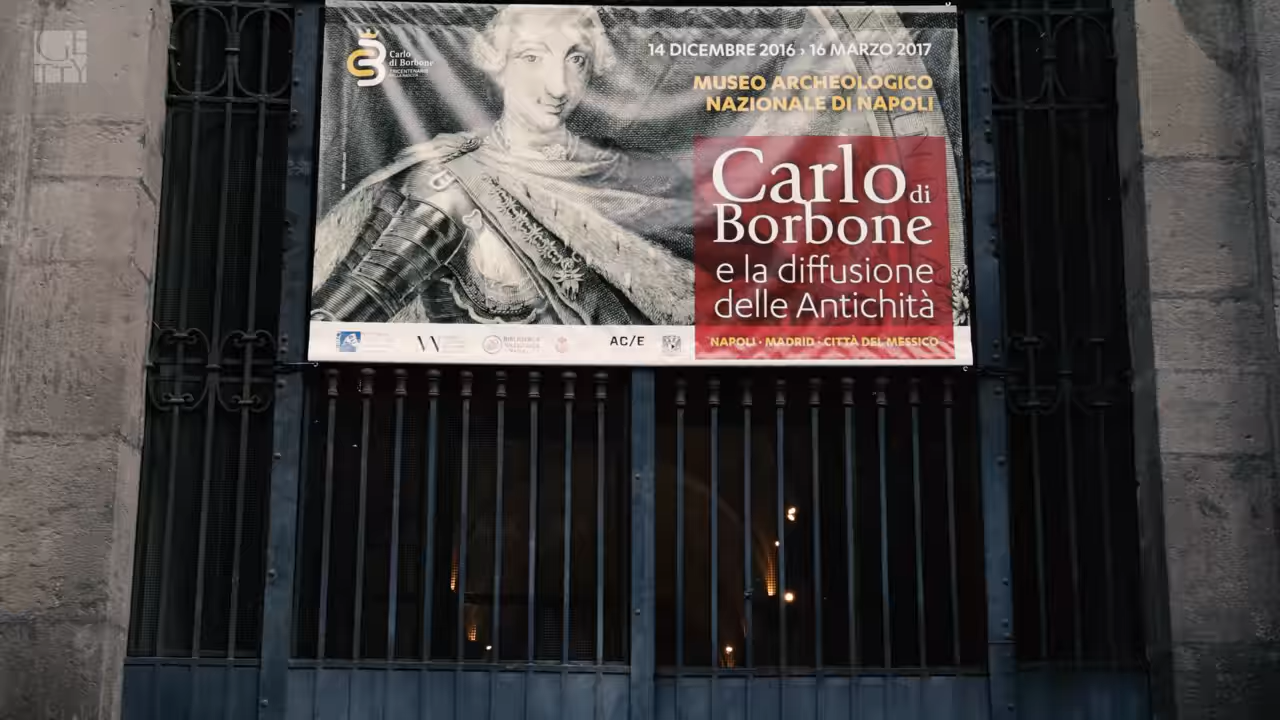 Carlo
di Borbone
14 DICEMBRE 2016 › 16 MARZO 2017
MUSEO ARCHEOLOGICO
NAZIONALE DI NAPOLI
Carlo di
Borbone
e la diffusione
delle Antichità
NAPOLI • MADRID • CITTÀ DEL MESSICO
AC/E